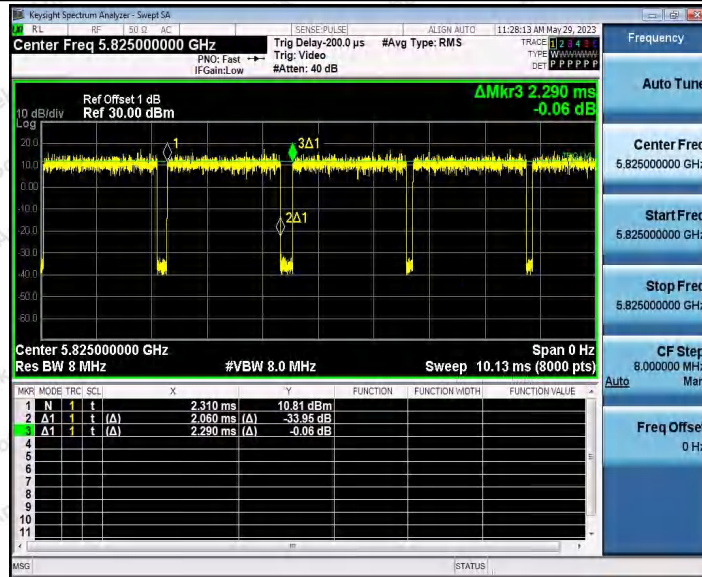 Keysight Spectrum Analyzer - Swept SA
RL RF 50 Ω AC SENSE:PULSE ALIGN AUTO 11:28:13 AM May 29, 2023
Center Freq 5.825000000 GHz
PNO: Fast
IFGain:Low
Trig Delay-200.0 µs
Trig: Video
#Atten: 40 dB
#Avg Type: RMS
TRACE 1 2 3 4 5 6
TYPE WWWWWW
DET P P P P P P
Ref Offset 1 dB
10 dB/div Ref 30.00 dBm
Log
ΔMkr3 2.290 ms
-0.06 dB
20.0
10.0
0.00
-10.0
-20.0
-30.0
-40.0
-50.0
-60.0
1
3Δ1
2Δ1
Center 5.825000000 GHz Span 0 Hz
Res BW 8 MHz #VBW 8.0 MHz Sweep 10.13 ms (8000 pts)
MKR MODE TRC SCL X Y FUNCTION FUNCTION WIDTH FUNCTION VALUE
1 N 1 t 2.310 ms 10.81 dBm
2 Δ1 1 t (Δ) 2.060 ms (Δ) -33.95 dB
3 Δ1 1 t (Δ) 2.290 ms (Δ) -0.06 dB
4
5
6
7
8
9
10
11
MSG STATUS
Frequency
Auto Tune
Center Freq
5.825000000 GHz
Start Freq
5.825000000 GHz
Stop Freq
5.825000000 GHz
CF Step
8.000000 MHz
Auto Man
Freq Offset
0 Hz